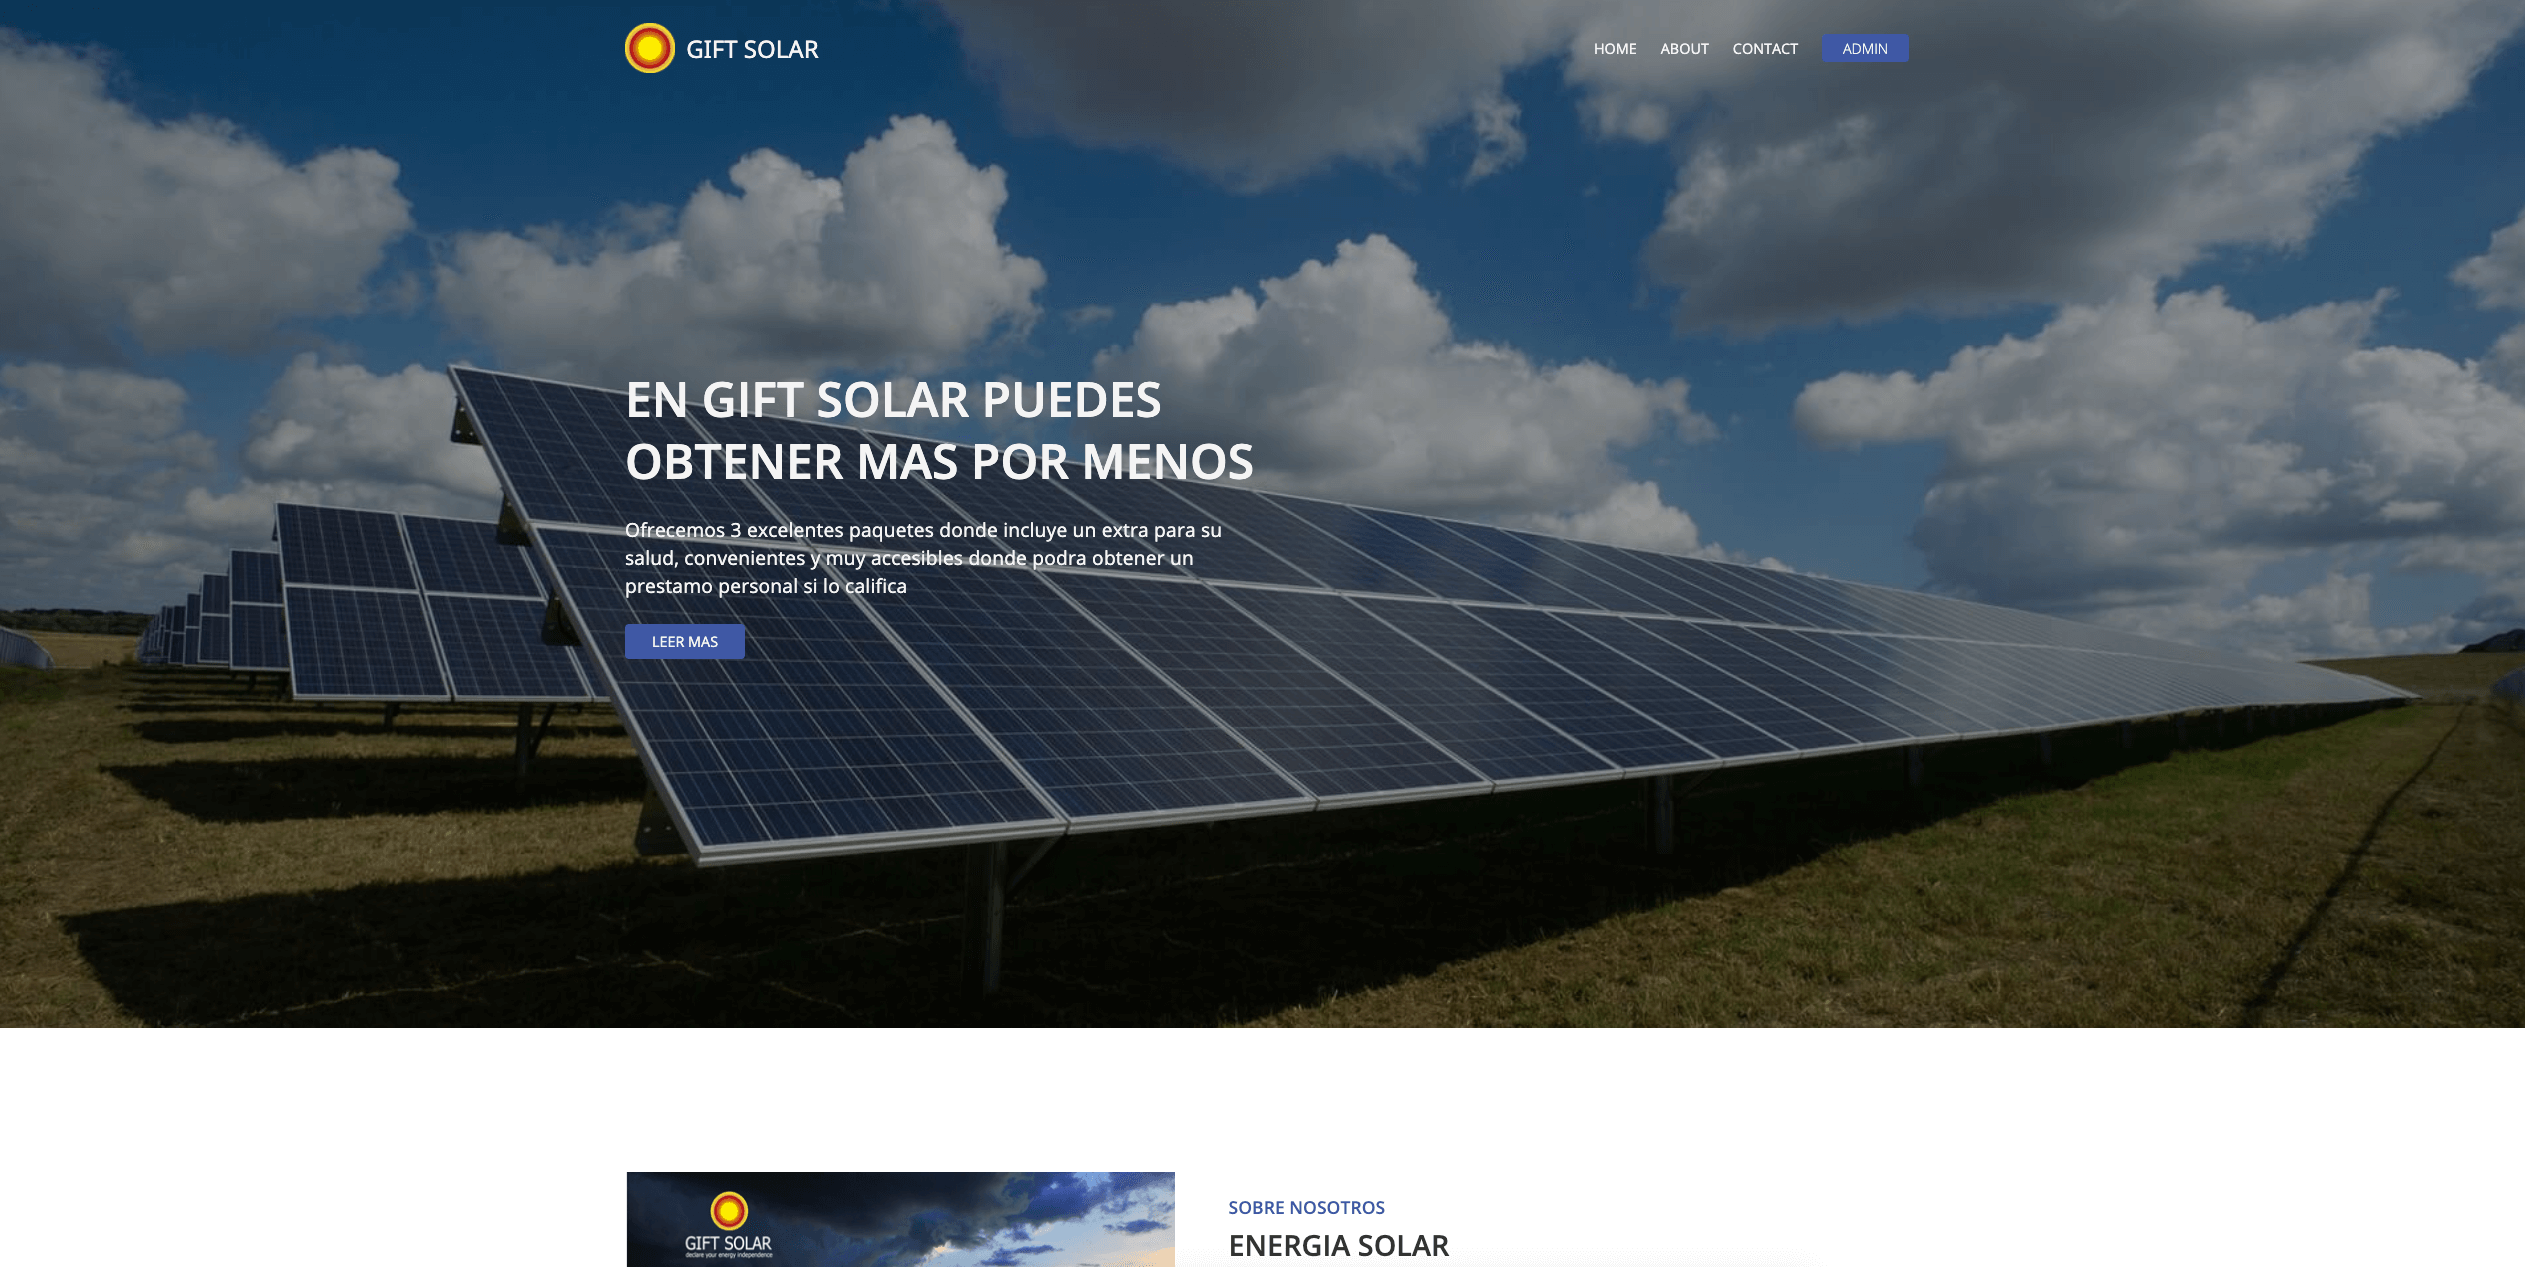 GIFT SOLAR
HOME
ABOUT
CONTACT
ADMIN
EN GIFT SOLAR PUEDES
OBTENER MAS POR MENOS
Ofrecemos 3 excelentes paquetes donde incluye un extra para su
salud, convenientes y muy accesibles donde podra obtener un
prestamo personal si lo califica
LEER MAS
GIFT SOLAR
declare your energy independence
SOBRE NOSOTROS
ENERGIA SOLAR